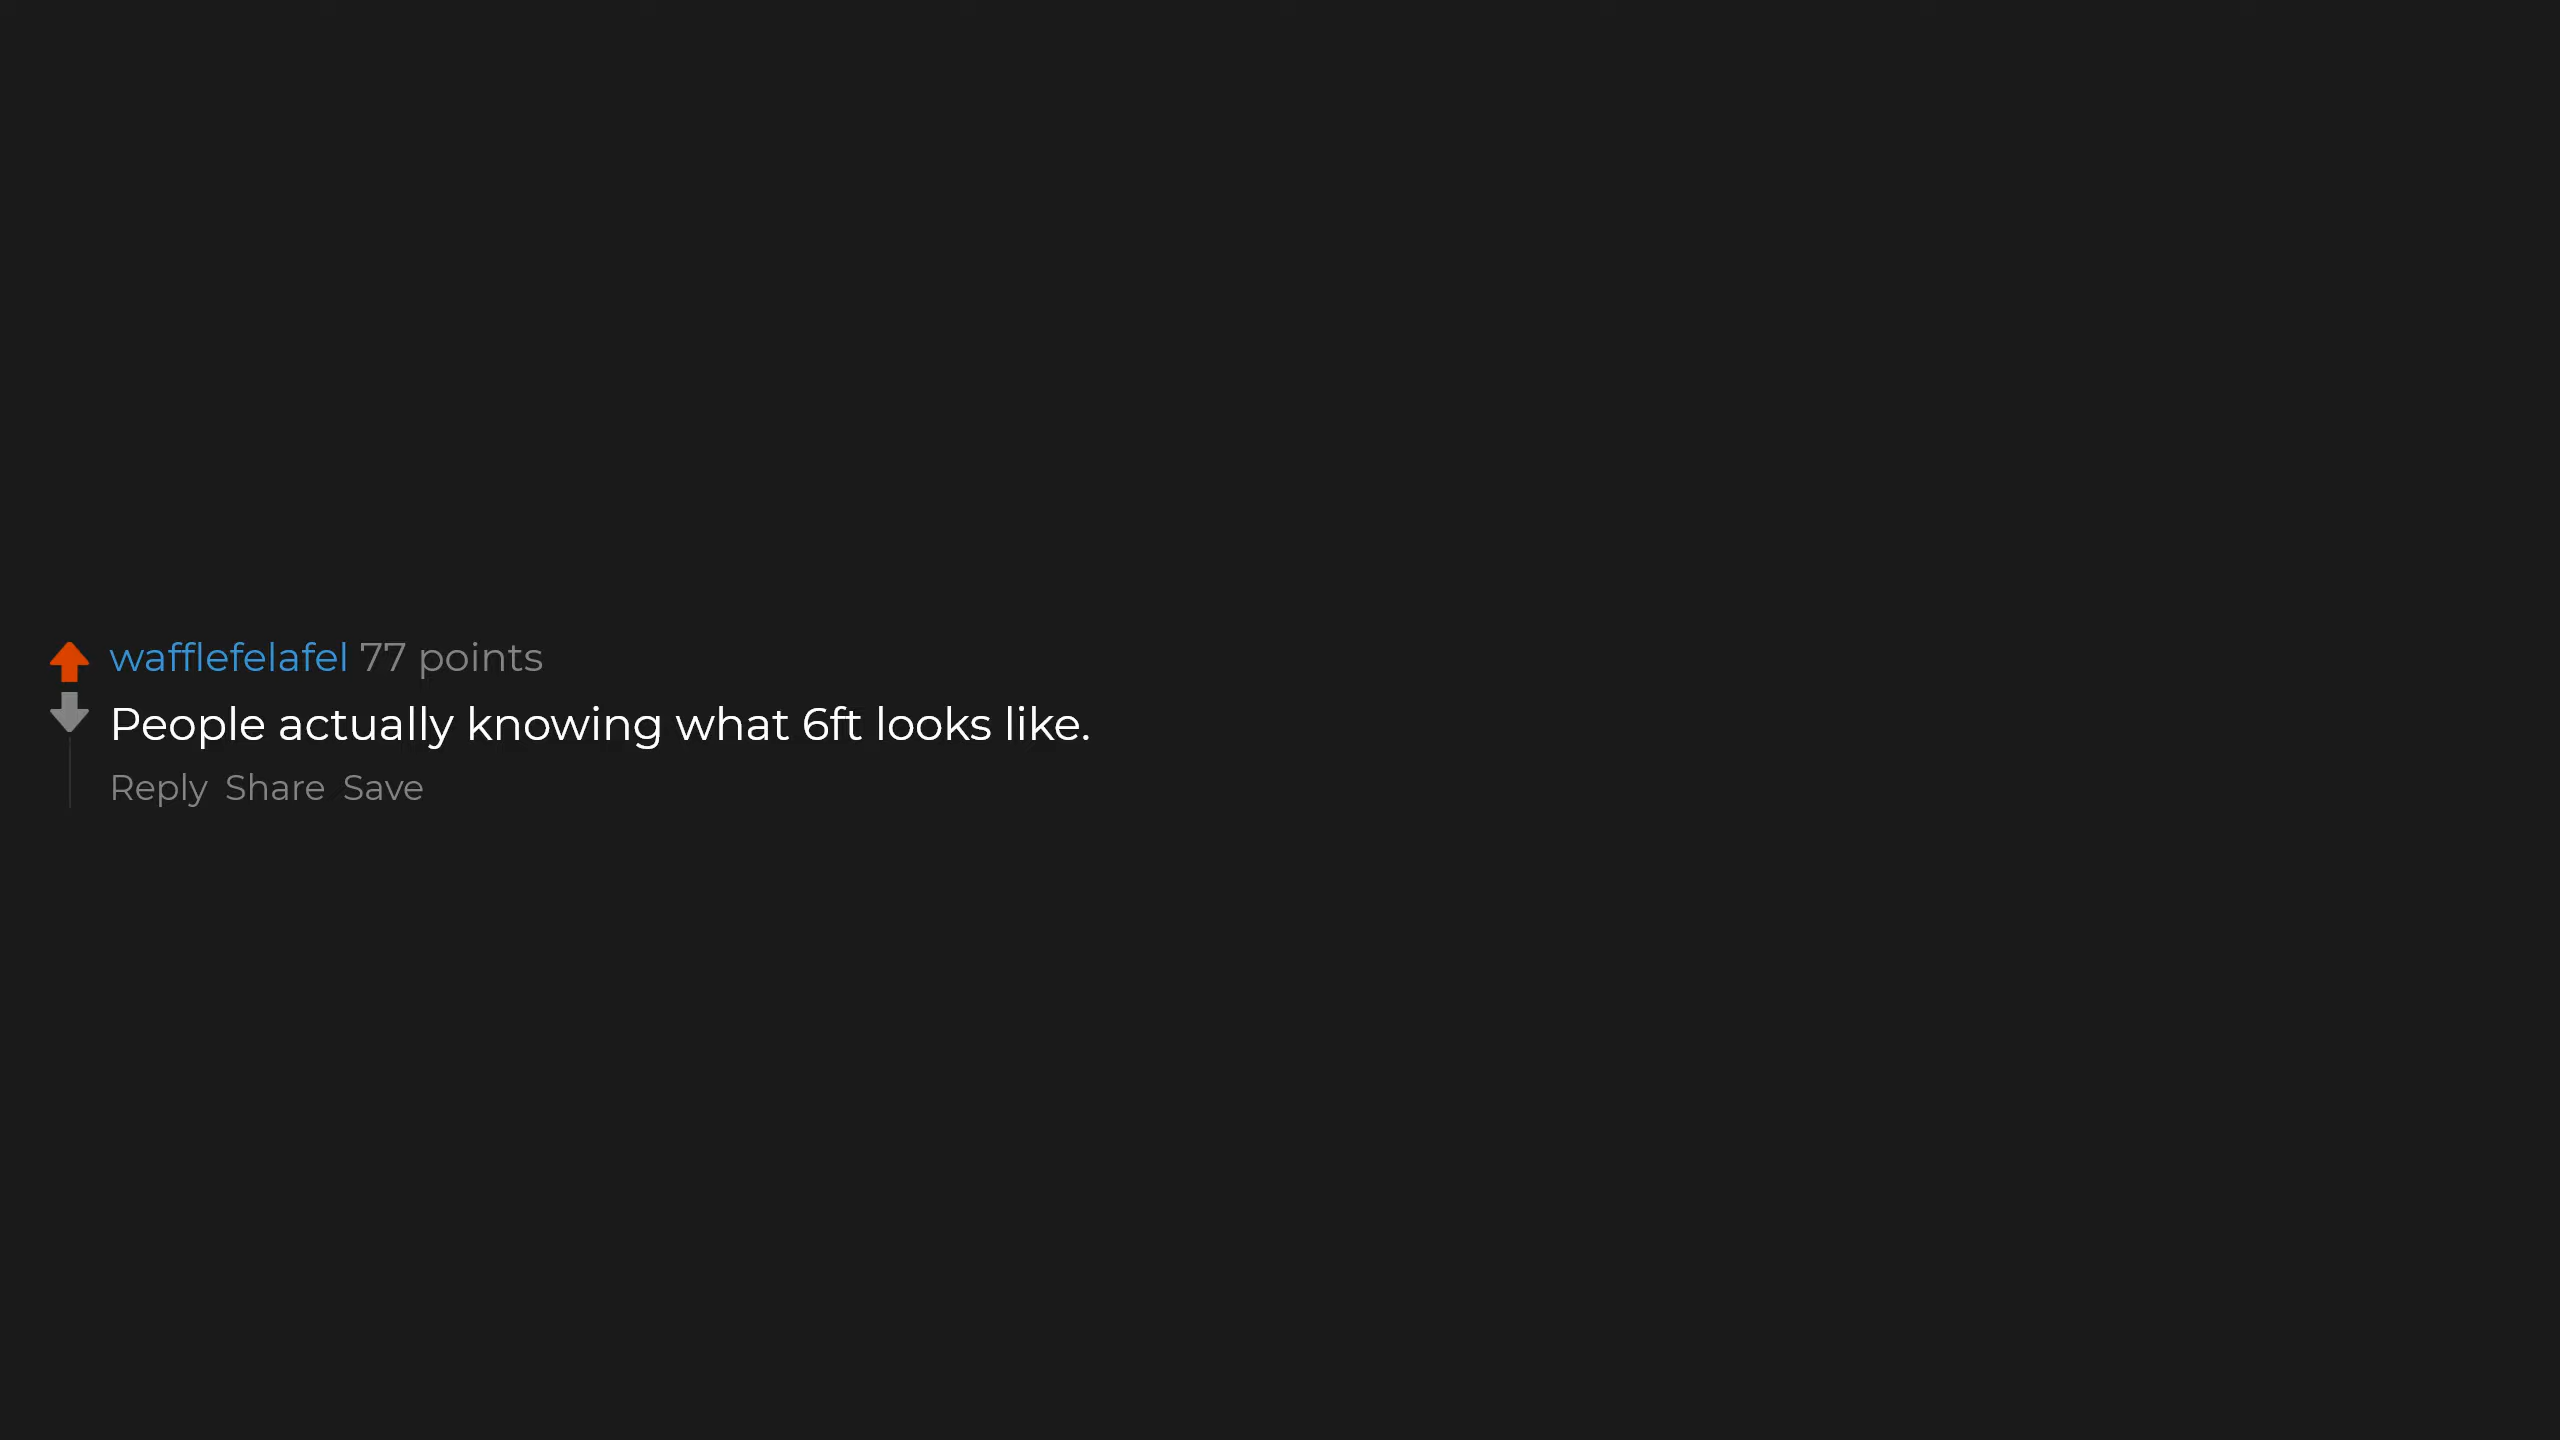 wafflefelafel 77 points
People actually knowing what 6ft looks like.
Reply Share Save